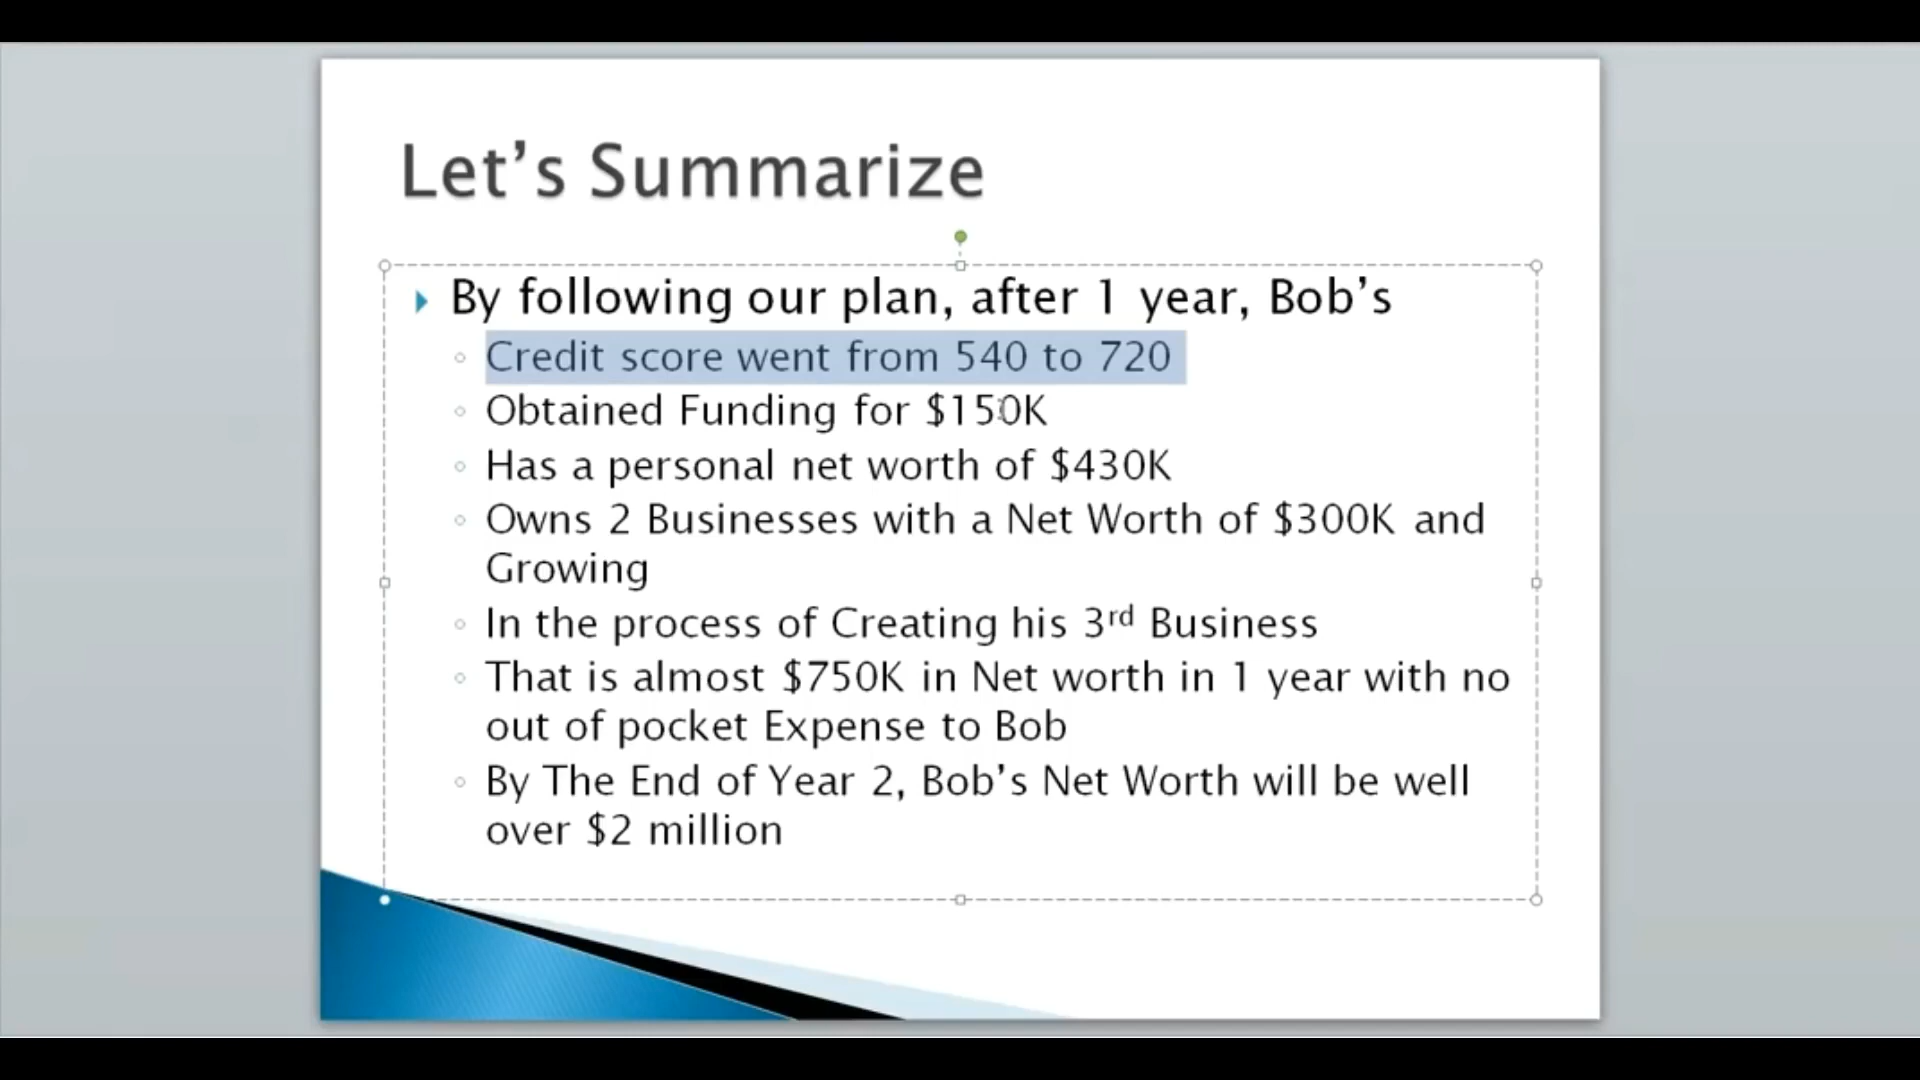 Let’s Summarize
By following our plan, after 1 year, Bob’s
Credit score went from 540 to 720
Obtained Funding for $150K
Has a personal net worth of $430K
Owns 2 Businesses with a Net Worth of $300K and
Growing
In the process of Creating his 3rd Business
That is almost $750K in Net worth in 1 year with no
out of pocket Expense to Bob
By The End of Year 2, Bob’s Net Worth will be well
over $2 million